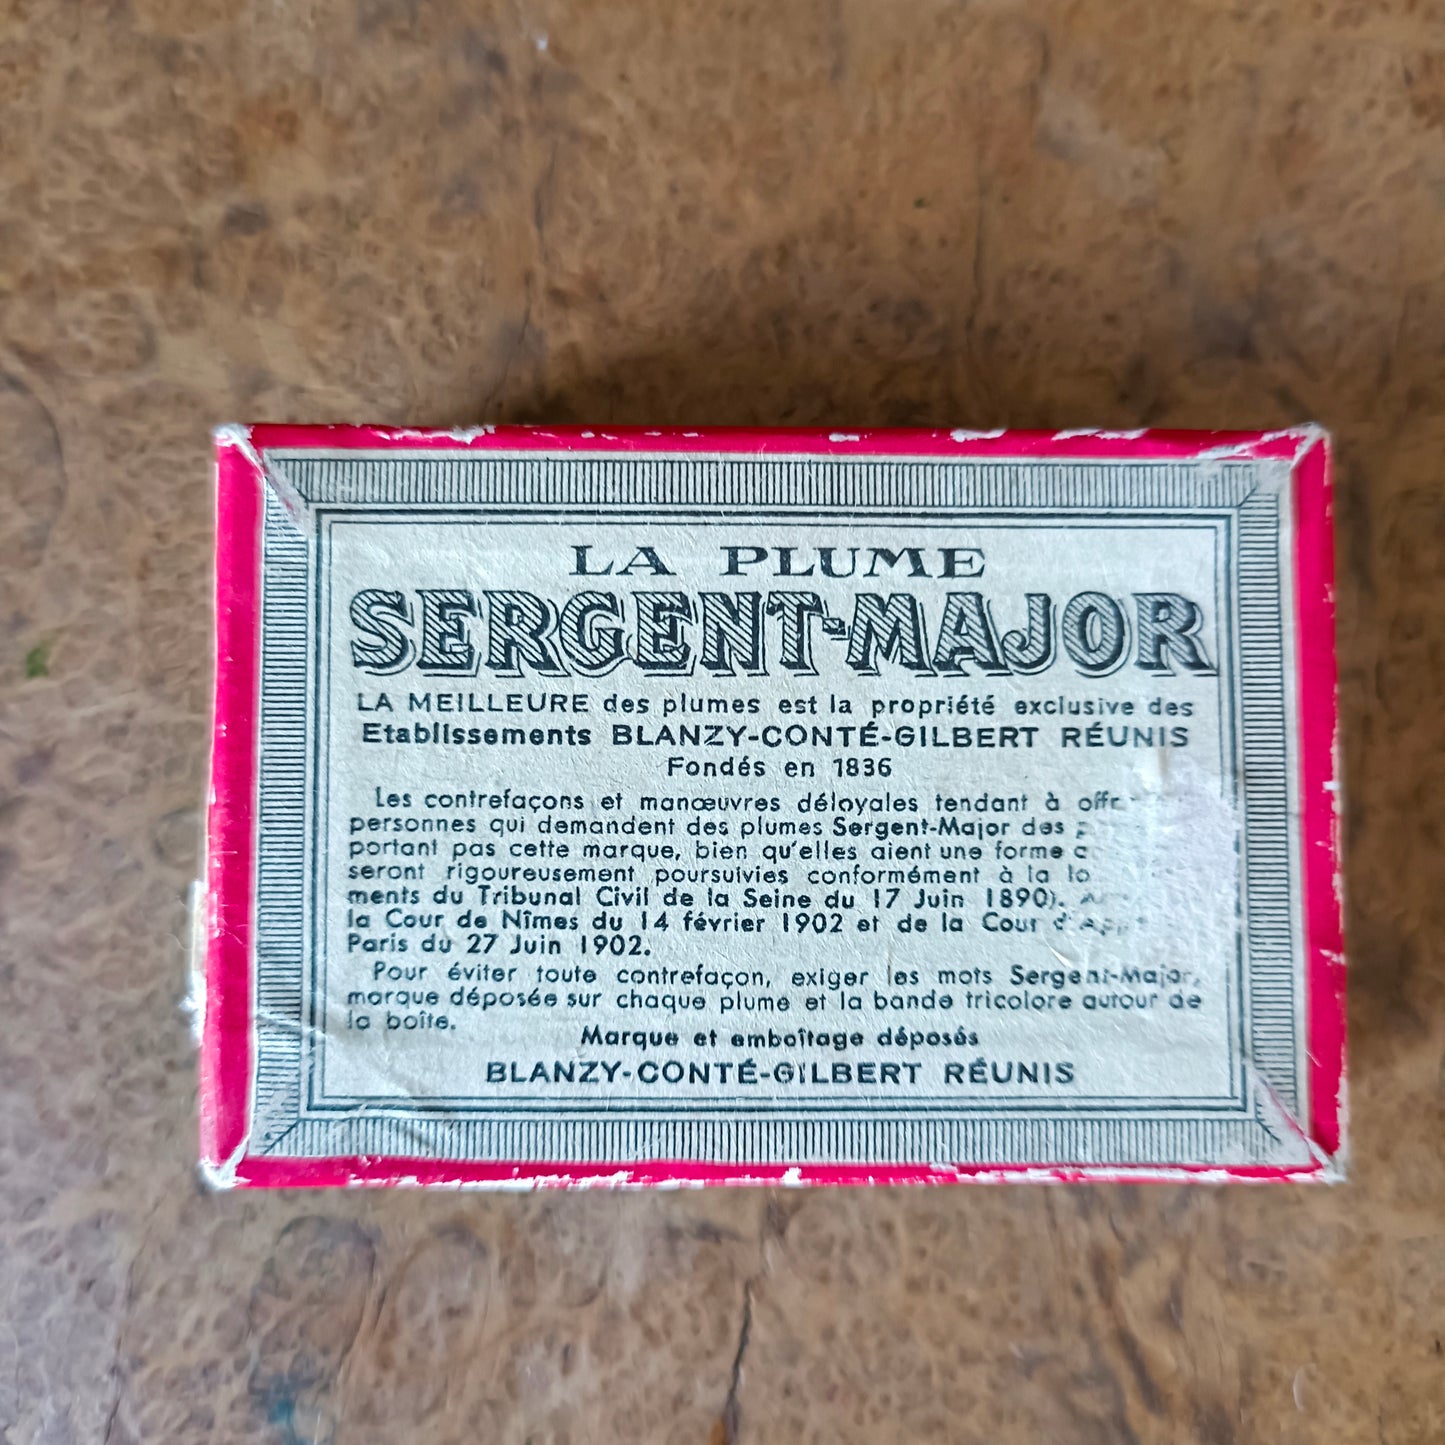 LA PLUME
SERGENT-MAJOR
LA MEILLEURE des plumes est la propriété exclusive des
Etablissements BLANZY-CONTÉ-GILBERT RÉUNIS
Fondés en 1836
Les contrefaçons et manœuvres déloyales tendant à
personnes qui demandent des plumes Sergent-Major des
portant pas cette marque, bien qu'elles aient une forme
seront rigoureusement poursuivies conformément à la
ments du Tribunal Civil de la Seine du 17 Juin 1890).
la Cour de Nîmes du 14 février 1902 et de la Cour
Paris du 27 Juin 1902.
Pour éviter toute contrefaçon, exiger les mots Sergent-Major,
marque déposée sur chaque plume et la bande tricolore autour de
la boîte.
Marque et emboîtage déposés
BLANZY-CONTÉ-GILBERT RÉUNIS